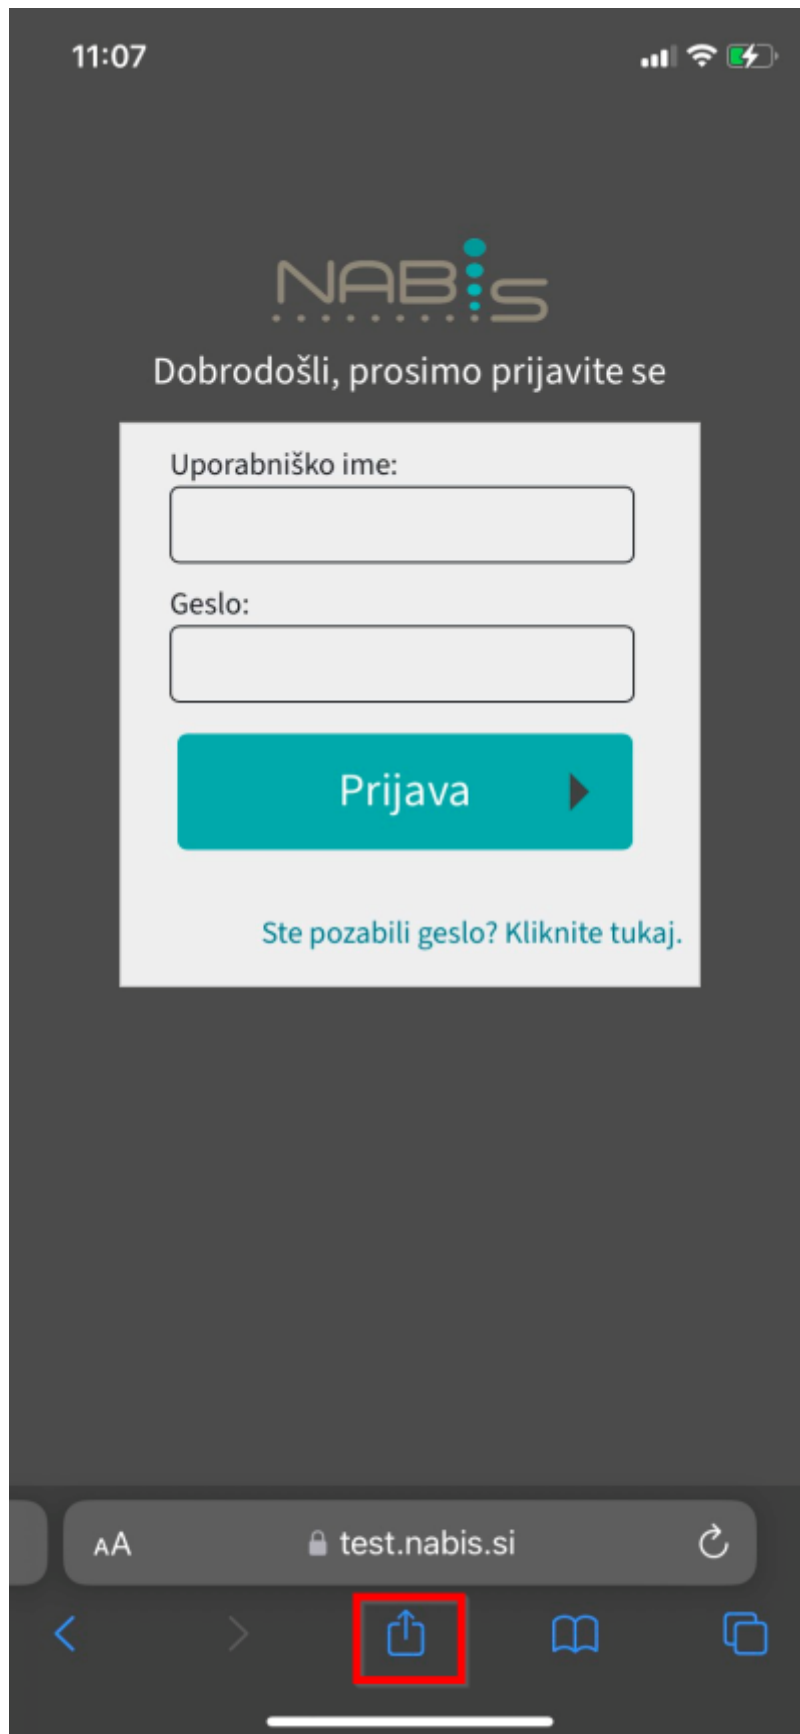 11:07
NABiS
Dobrodošli, prosimo prijavite se
Uporabniško ime:
Geslo:
Prijava
Ste pozabili geslo? Kliknite tukaj.
AA test.nabis.si